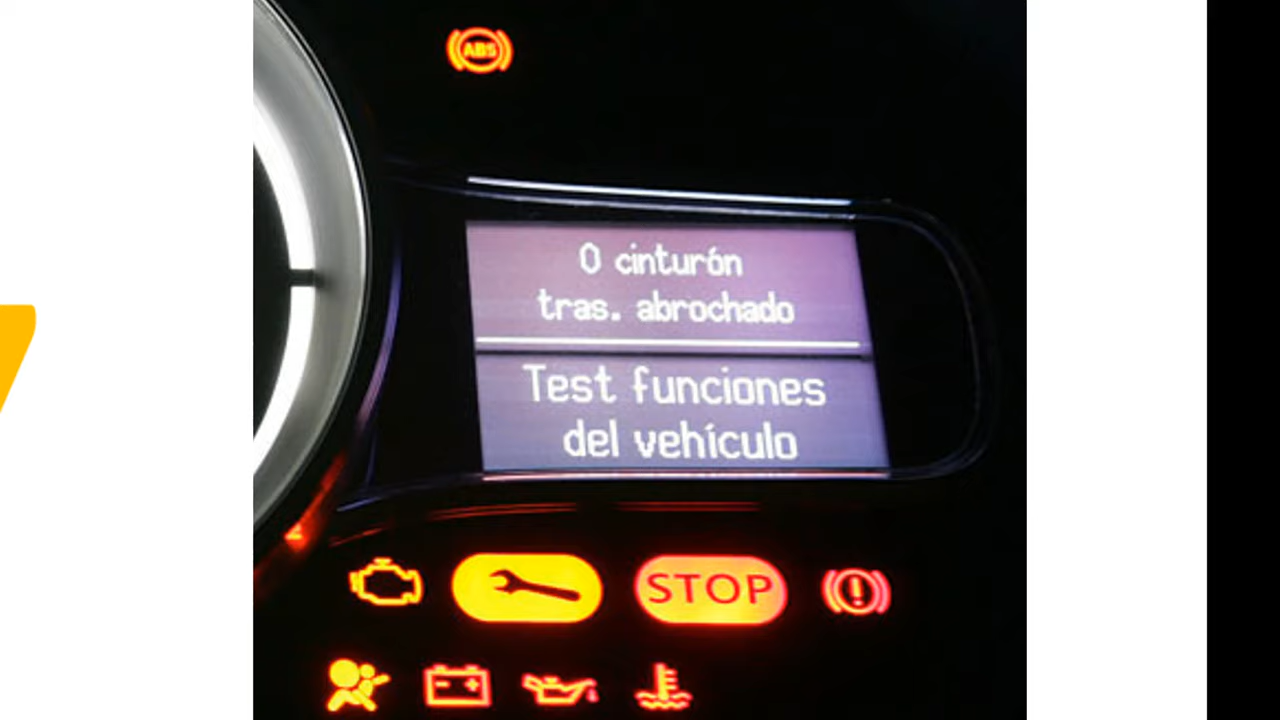 ABS
0 cinturón
tras. abrochado
Test funciones
del vehículo
STOP